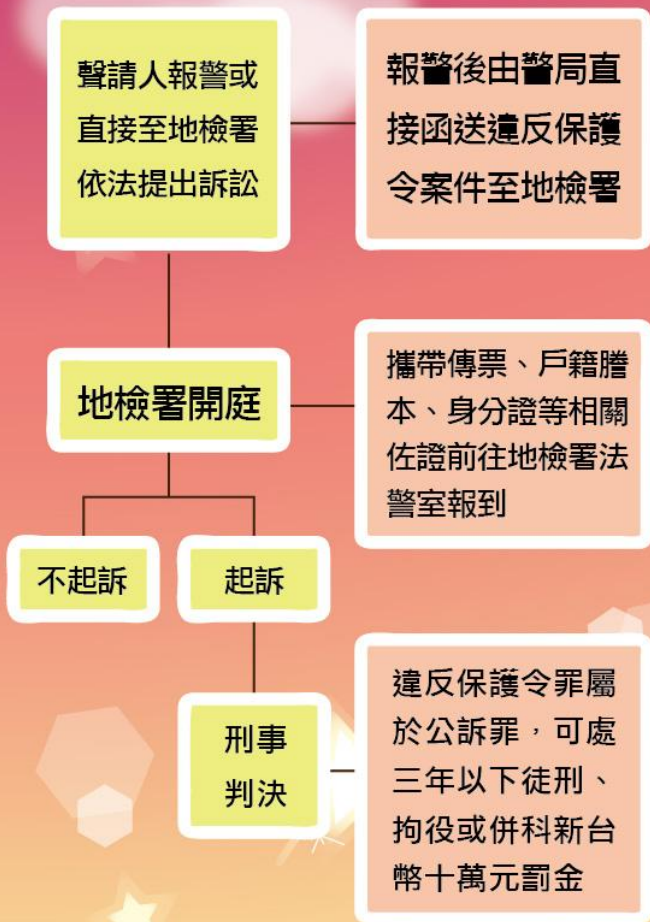 聲請人報警或
直接至地檢署
依法提出訴訟
報警後由警局直
接函送違反保護
令案件至地檢署
地檢署開庭
攜帶傳票、戶籍謄
本、身分證等相關
佐證前往地檢署法
警室報到
不起訴
起訴
刑事
判決
違反保護令罪屬
於公訴罪，可處
三年以下徒刑、
拘役或併科新台
幣十萬元罰金